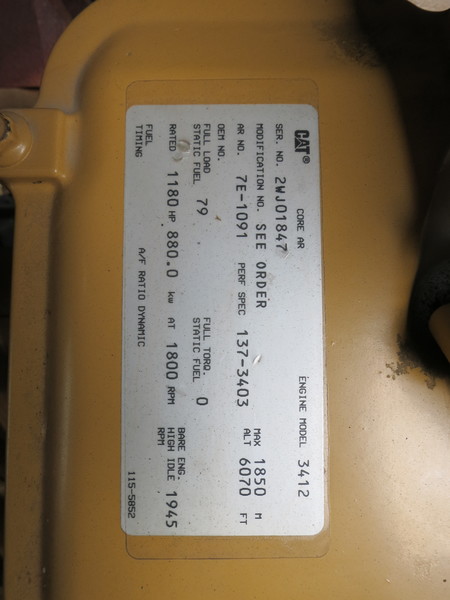 CAT® CORE AR ENGINE MODEL 3412
SER. NO. 2WJ01847
MODIFICATION NO. SEE ORDER MAX ALT 1850 M 6070 FT
AR NO. 7E-1091 PERF SPEC 137-3403
OEM NO.
FULL LOAD STATIC FUEL 79 FULL TORQ. STATIC FUEL 0
RATED 1180 HP 880.0 kw AT 1800 RPM BARE ENG. HIGH IDLE RPM 1945
FUEL TIMING A/F RATIO DYNAMIC
115-5852